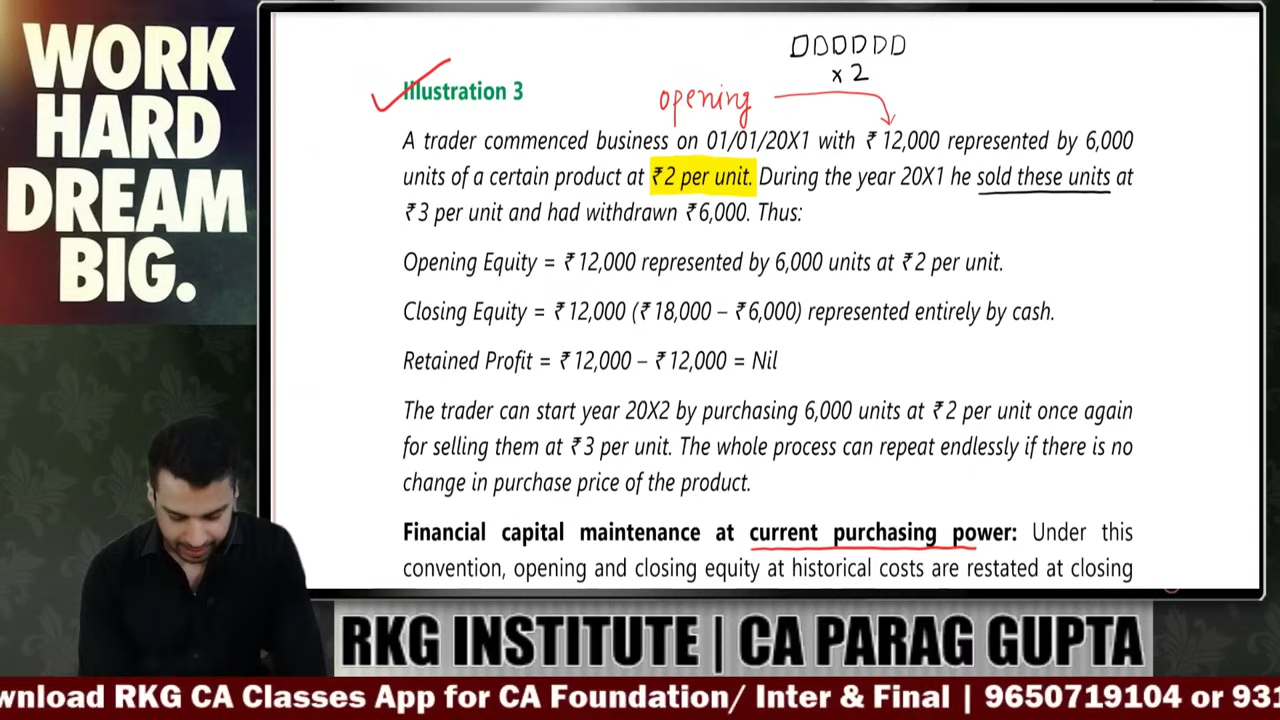 WORK
HARD
DREAM
BIG.
▯▯▯▯▯▯
× 2
Illustration 3
opening
A trader commenced business on 01/01/20X1 with ₹ 12,000 represented by 6,000
units of a certain product at ₹ 2 per unit. During the year 20X1 he sold these units at
₹ 3 per unit and had withdrawn ₹ 6,000. Thus:
Opening Equity = ₹ 12,000 represented by 6,000 units at ₹ 2 per unit.
Closing Equity = ₹ 12,000 (₹ 18,000 – ₹ 6,000) represented entirely by cash.
Retained Profit = ₹ 12,000 – ₹ 12,000 = Nil
The trader can start year 20X2 by purchasing 6,000 units at ₹ 2 per unit once again
for selling them at ₹ 3 per unit. The whole process can repeat endlessly if there is no
change in purchase price of the product.
Financial capital maintenance at current purchasing power: Under this
convention, opening and closing equity at historical costs are restated at closing
RKG INSTITUTE | CA PARAG GUPTA
wnload RKG CA Classes App for CA Foundation/ Inter & Final | 9650719104 or 931